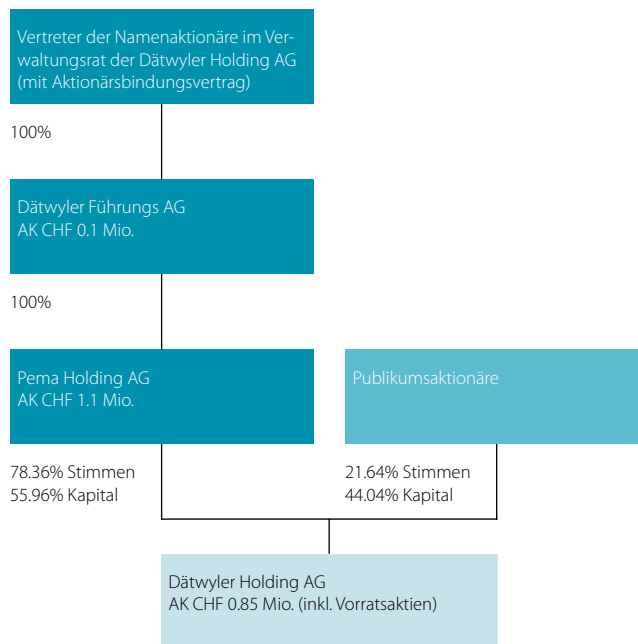 Vertreter der Namenaktionäre im Ver-
waltungsrat der Dätwyler Holding AG
(mit Aktionärsbindungsvertrag)
100%
Dätwyler Führungs AG
AK CHF 0.1 Mio.
100%
Pema Holding AG
AK CHF 1.1 Mio.
Publikumsaktionäre
78.36% Stimmen
55.96% Kapital
21.64% Stimmen
44.04% Kapital
Dätwyler Holding AG
AK CHF 0.85 Mio. (inkl. Vorratsaktien)